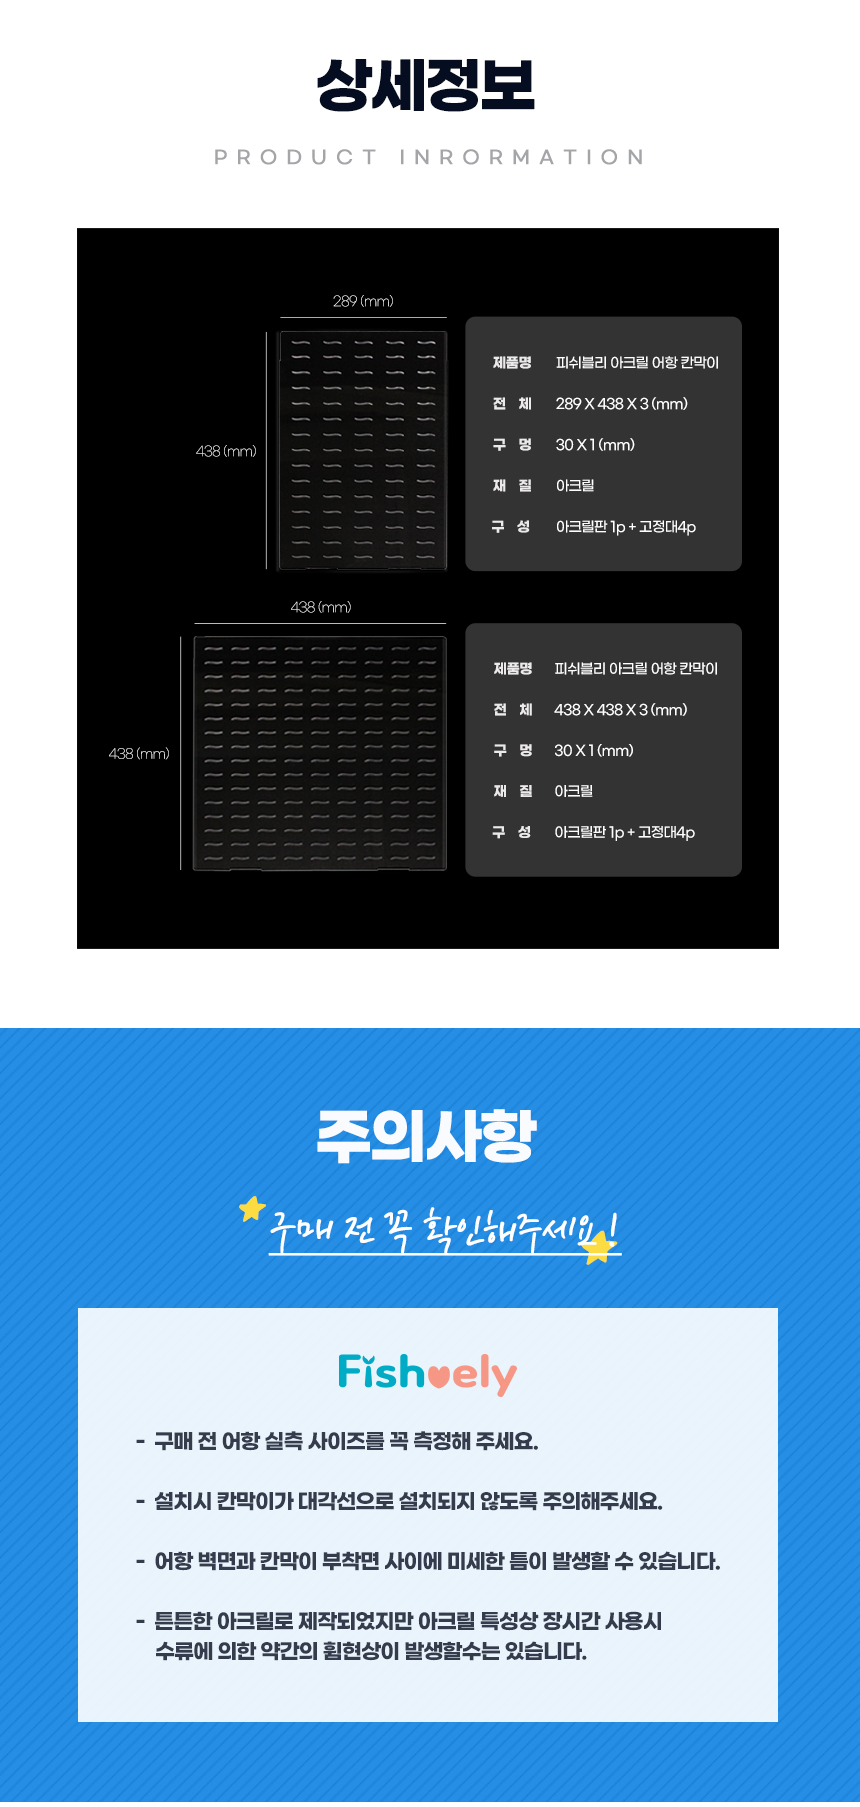 상세정보
PRODUCT INRORMATION
289 (mm)
438 (mm)
제품명 피쉬블리 아크릴 어항 칸막이
전 체 289 X 438 X 3 (mm)
구 멍 30 X 1 (mm)
재 질 아크릴
구 성 아크릴판 1p + 고정대4p
438 (mm)
438 (mm)
제품명 피쉬블리 아크릴 어항 칸막이
전 체 438 X 438 X 3 (mm)
구 멍 30 X 1 (mm)
재 질 아크릴
구 성 아크릴판 1p + 고정대4p
주의사항
구매 전 꼭 확인해주세요!
Fishvely
- 구매 전 어항 실측 사이즈를 꼭 측정해 주세요.
- 설치시 칸막이가 대각선으로 설치되지 않도록 주의해주세요.
- 어항 벽면과 칸막이 부착면 사이에 미세한 틈이 발생할 수 있습니다.
- 튼튼한 아크릴로 제작되었지만 아크릴 특성상 장시간 사용시
수류에 의한 약간의 휨현상이 발생할수는 있습니다.